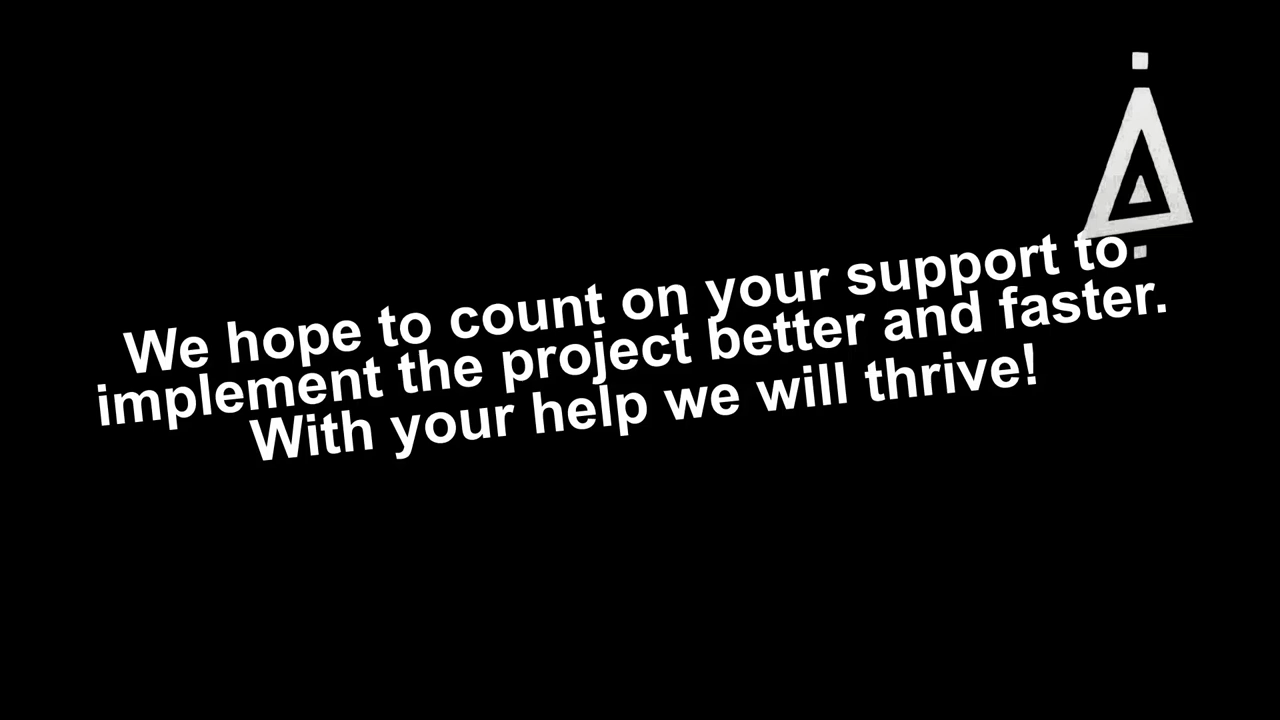 We hope to count on your support to
implement the project better and faster.
With your help we will thrive!